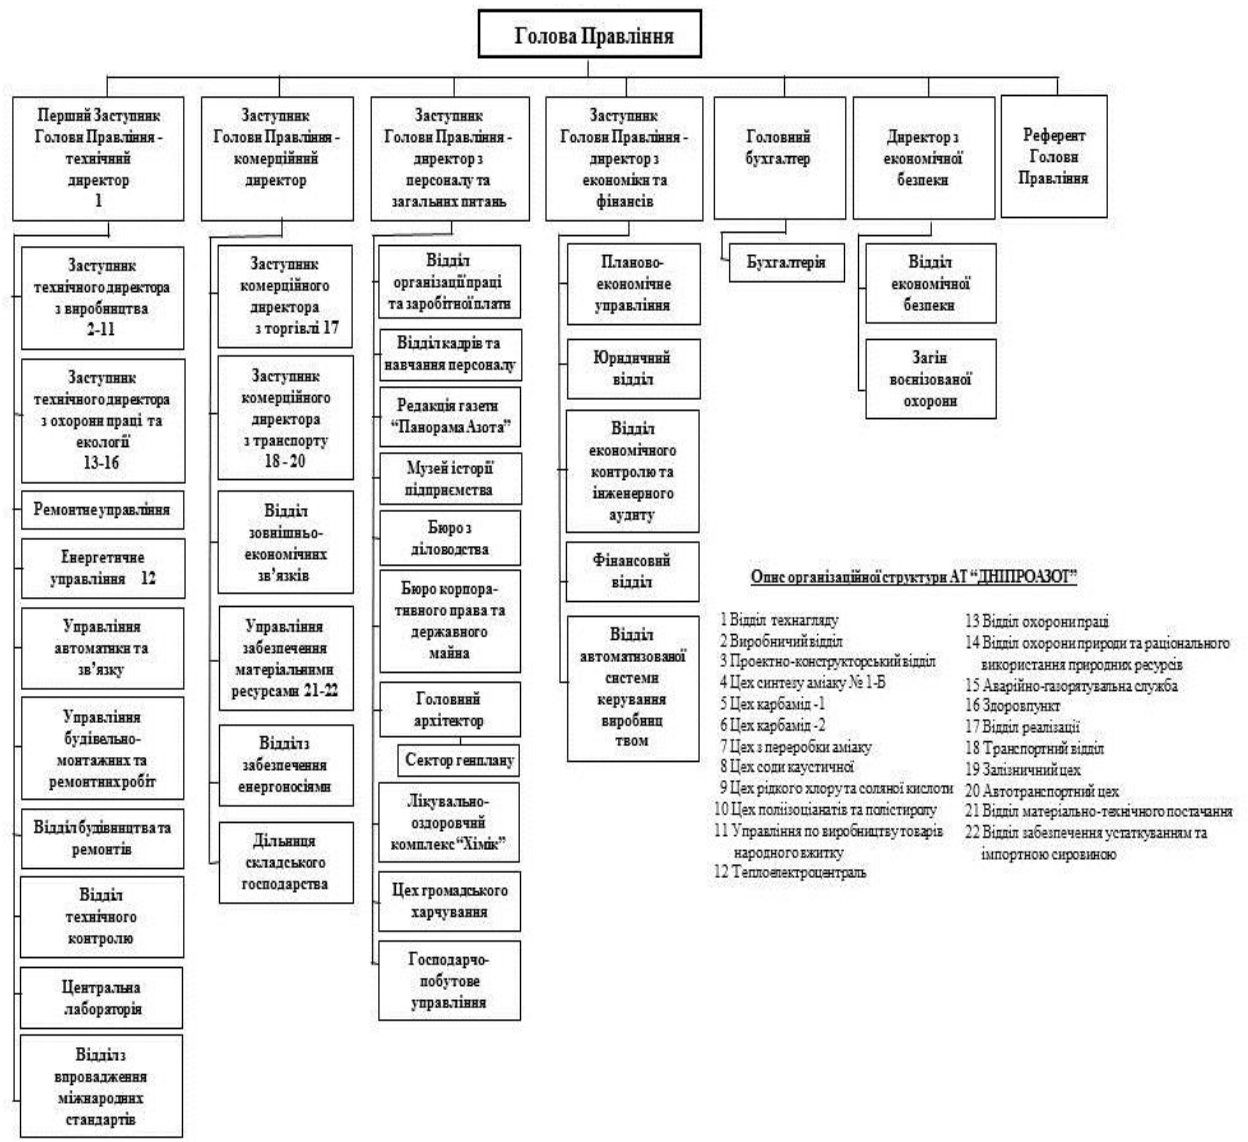 Голова Правління
Перший Заступник
Голови Правління -
технічний
директор
1
Заступник
Голови Правління -
комерційний
директор
Заступник
Голови Правління -
директор з
персоналу та
загальних питань
Заступник
Голови Правління -
директор з
економіки та
фінансів
Головний
бухгалтер
Директор з
економічної
безпеки
Референт
Голови
Правління
Заступник
технічного директора
з виробництва
2-11
Заступник
технічного директора
з охорони праці та
екології
13-16
Ремонтне управління
Енергетичне
управління 12
Управління
автоматики та
зв’язку
Управління
будівельно-
монтажних та
ремонтних робіт
Відділ будівництва та
ремонтів
Відділ
технічного
контролю
Центральна
лабораторія
Відділ з
впровадження
міжнародних
стандартів
Заступник
комерційного
директора
з торгівлі 17
Заступник
комерційного
директора
з транспорту
18 - 20
Відділ
зовнішньо-
економічних
зв’язків
Управління
забезпечення
матеріальними
ресурсами 21-22
Відділ з
забезпечення
енергоносіями
Дільниця
складського
господарства
Відділ
організації праці
та заробітної плати
Відділ кадрів та
навчання персоналу
Редакція газети
“Панорама Азота”
Музей історії
підприємства
Бюро з
діловодства
Бюро корпора-
тивного права та
державного
майна
Головний
архітектор
Сектор генплану
Лікувально-
оздоровчий
комплекс “Хімік”
Цех громадського
харчування
Господарчо-
побутове
управління
Планово-
економічне
управління
Юридичний
відділ
Відділ
економічного
контролю та
інженерного
аудиту
Фінансовий
відділ
Відділ
автоматизованої
системи
керування
виробниц
твом
Бухгалтерія
Відділ
економічної
безпеки
Загін
воєнізованої
охорони
Опис організаційної структури АТ “ДНІПРОАЗОТ”
1 Відділ технагляду
2 Виробничий відділ
3 Проектно-конструкторський відділ
4 Цех синтезу аміаку № 1-Б
5 Цех карбамід -1
6 Цех карбамід -2
7 Цех з переробки аміаку
8 Цех соди каустичної
9 Цех рідкого хлору та соляної кислоти
10 Цех поліізоціанатів та полістиролу
11 Управління по виробництву товарів
народного вжитку
12 Теплоелектроцентраль
13 Відділ охорони праці
14 Відділ охорони природи та раціонального
використання природних ресурсів
15 Аварійно-газорятувальна служба
16 Здоровпункт
17 Відділ реалізації
18 Транспортний відділ
19 Залізничний цех
20 Автотранспортний цех
21 Відділ матеріально-технічного постачання
22 Відділ забезпечення устаткуванням та
імпортною сировиною